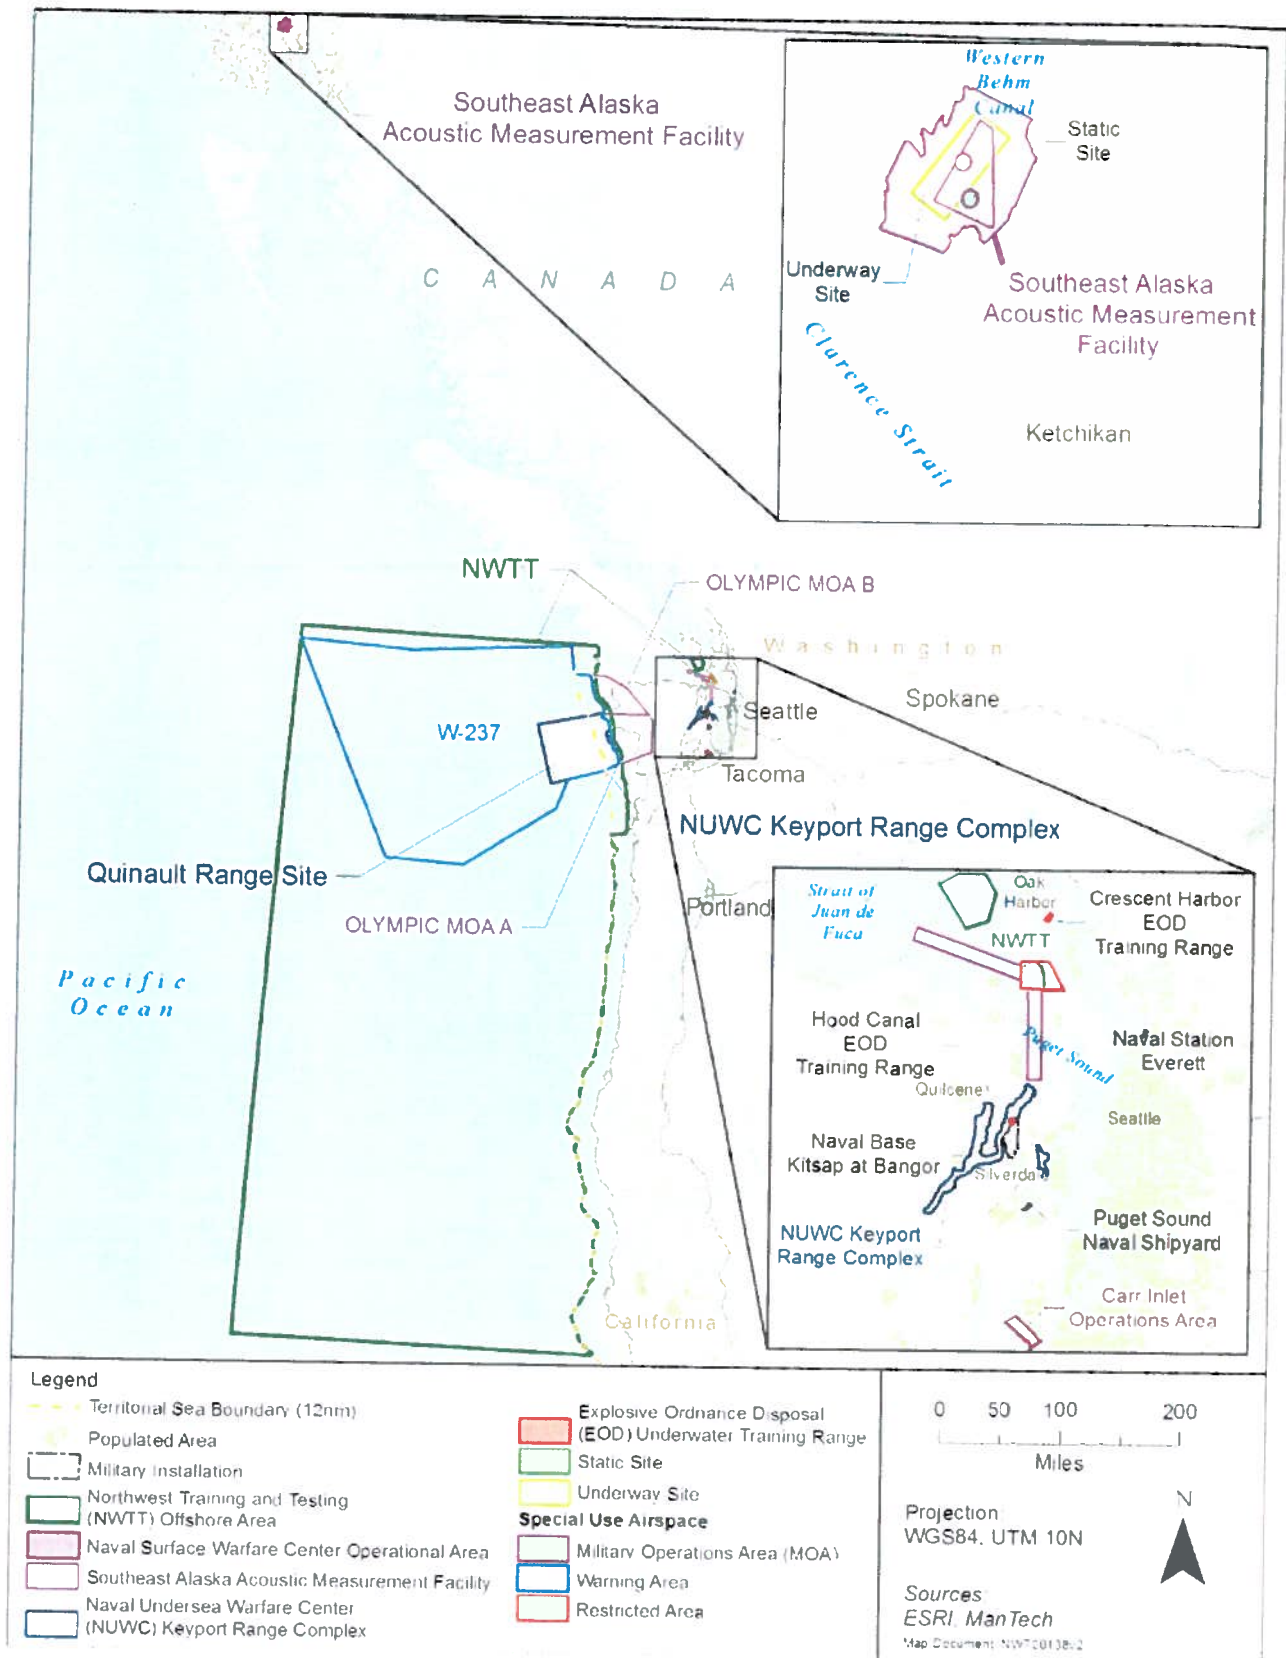 Southeast Alaska
Acoustic Measurement Facility
C A N A D A
Western
Behm
Canal
Static
Site
Underway
Site
Southeast Alaska
Acoustic Measurement
Facility
Clarence Strait
Ketchikan
NWTT
OLYMPIC MOA B
Washington
Spokane
W-237
Seattle
Tacoma
NUWC Keyport Range Complex
Quinault Range Site
Portland
OLYMPIC MOA A
Pacific
Ocean
California
Strait of
Juan de
Fuca
Oak
Harbor
Crescent Harbor
EOD
Training Range
NWTT
Hood Canal
EOD
Training Range
Puget Sound
Naval Station
Everett
Quilcene
Seattle
Naval Base
Kitsap at Bangor
Silverda
NUWC Keyport
Range Complex
Puget Sound
Naval Shipyard
Carr Inlet
Operations Area
Legend
Territorial Sea Boundary (12nm)
Populated Area
Military Installation
Northwest Training and Testing
(NWTT) Offshore Area
Naval Surface Warfare Center Operational Area
Southeast Alaska Acoustic Measurement Facility
Naval Undersea Warfare Center
(NUWC) Keyport Range Complex
Explosive Ordnance Disposal
(EOD) Underwater Training Range
Static Site
Underway Site
Special Use Airspace
Military Operations Area (MOA)
Warning Area
Restricted Area
0 50 100 200
Miles
N
Projection
WGS84, UTM 10N
Sources
ESRI, ManTech
Map Document